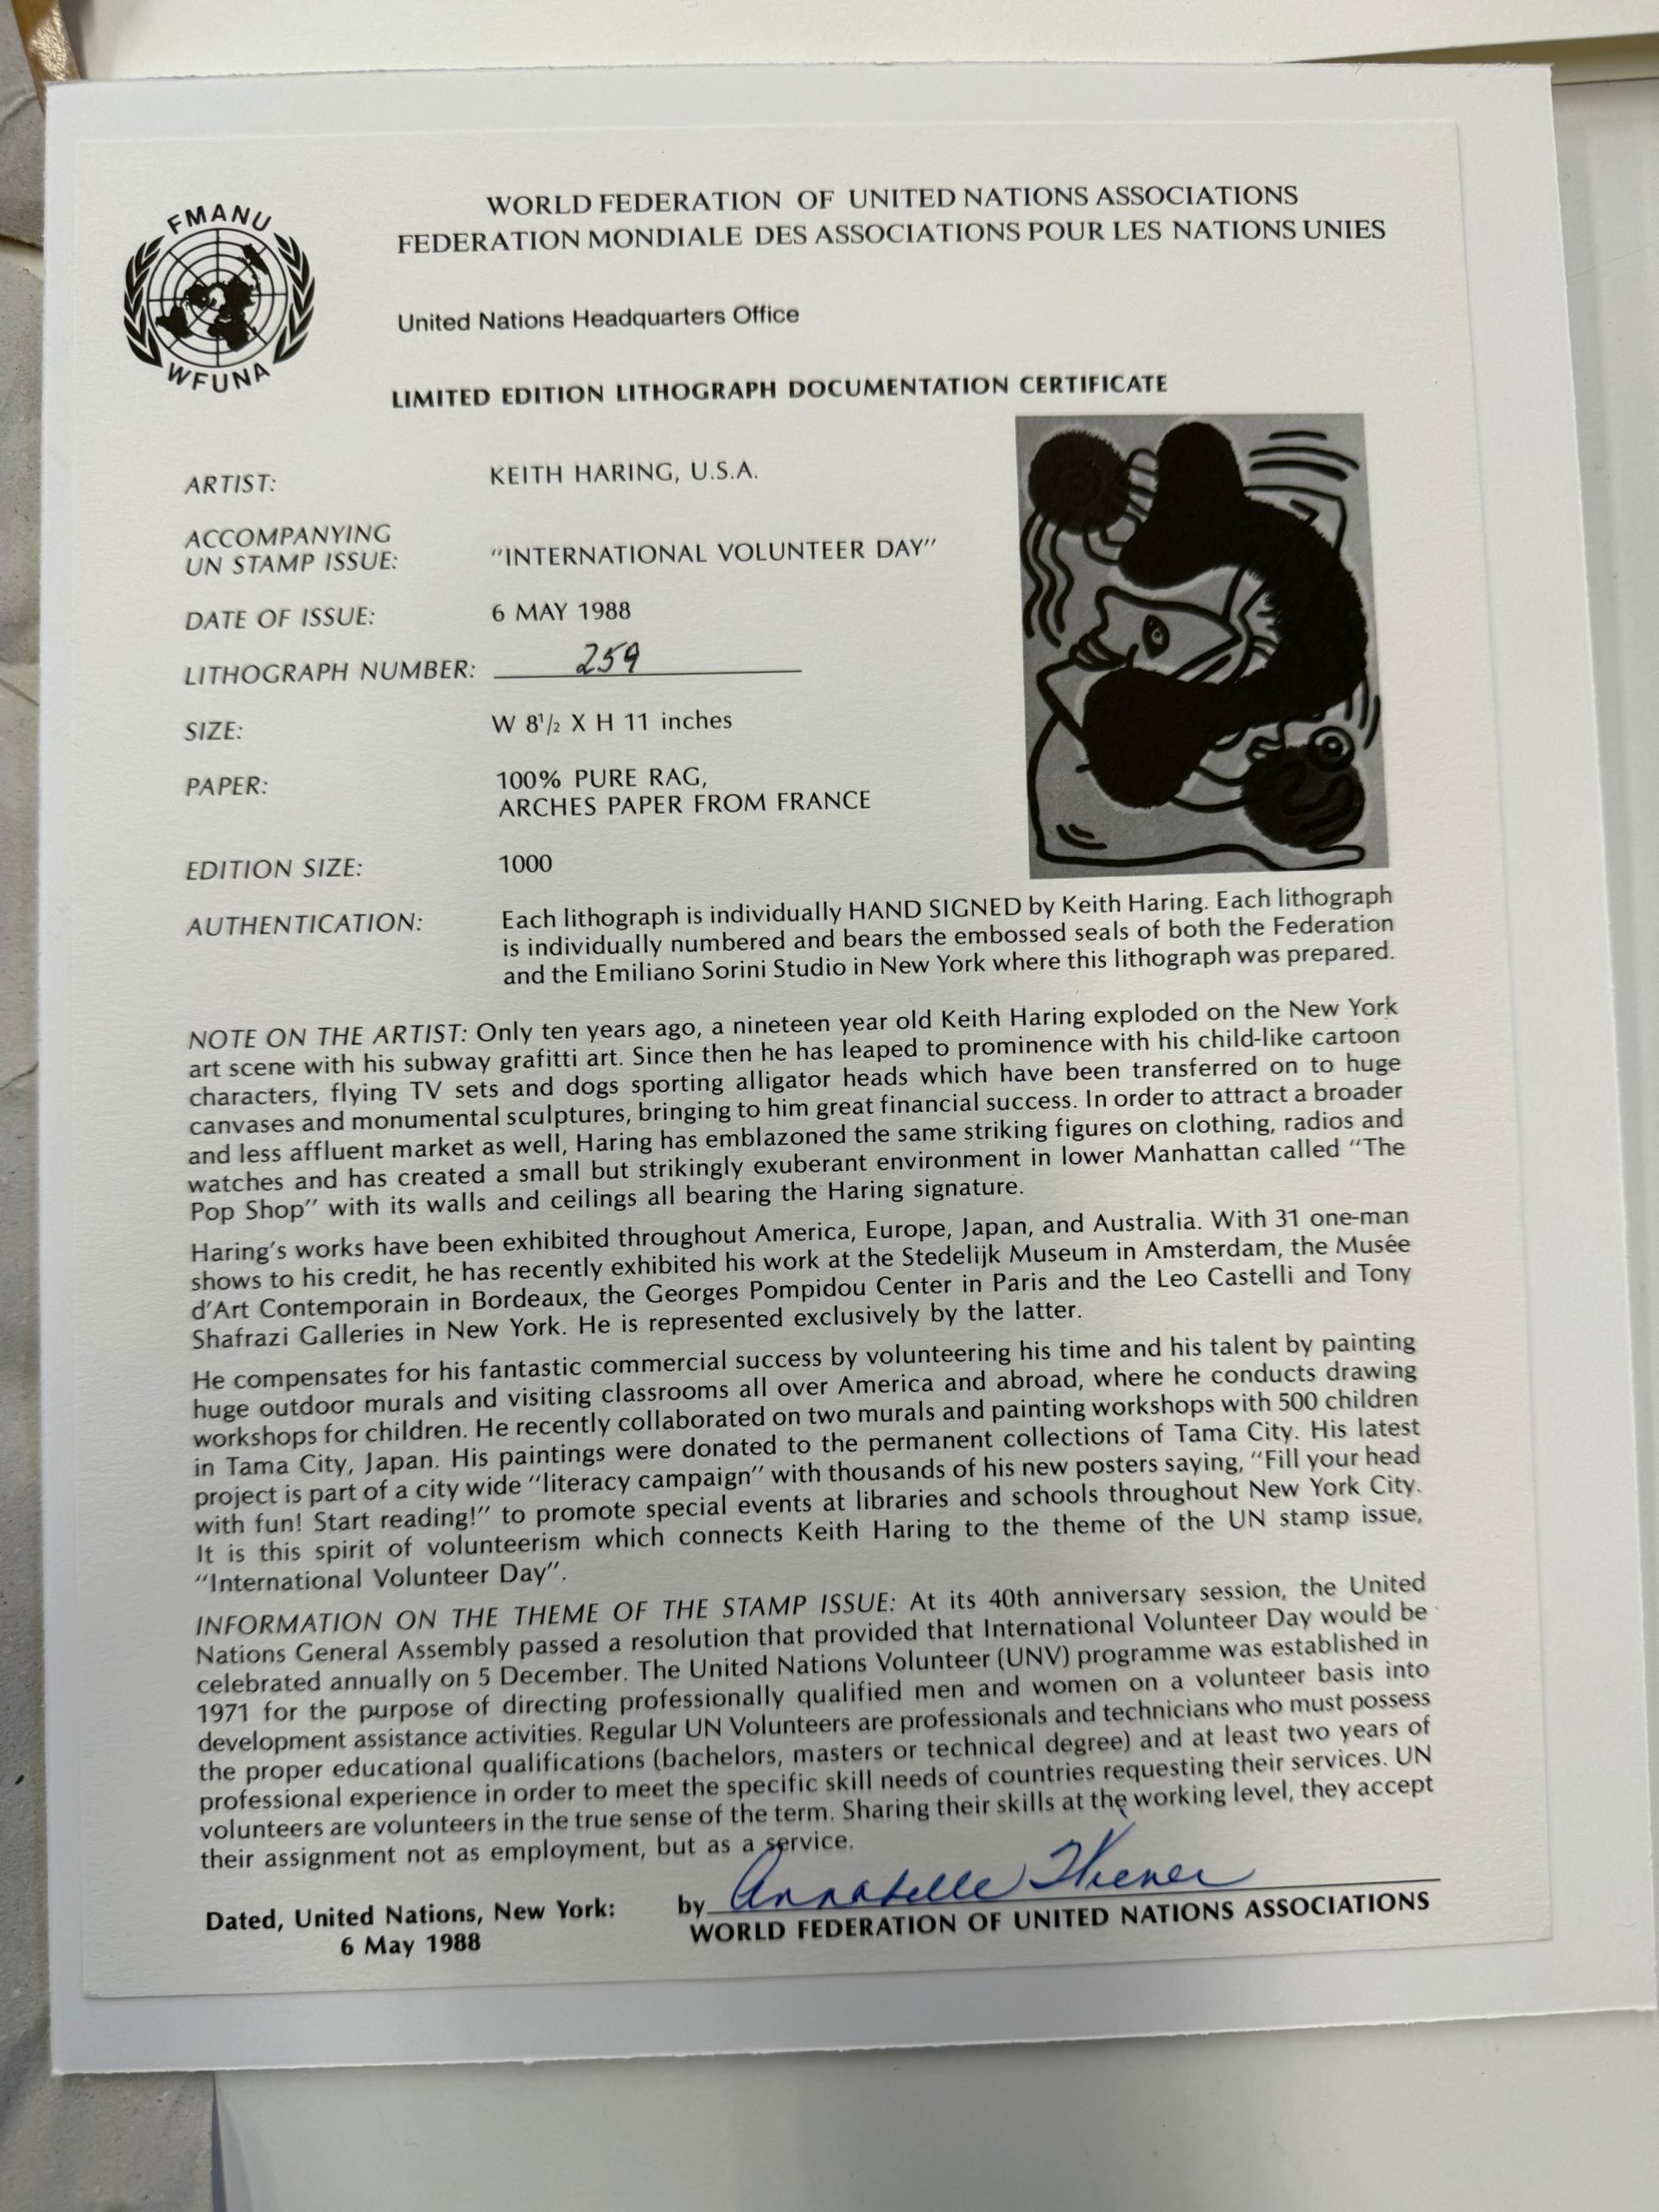 FMANU
WFUNA
WORLD FEDERATION OF UNITED NATIONS ASSOCIATIONS
FEDERATION MONDIALE DES ASSOCIATIONS POUR LES NATIONS UNIES
United Nations Headquarters Office
LIMITED EDITION LITHOGRAPH DOCUMENTATION CERTIFICATE
ARTIST: KEITH HARING, U.S.A.
ACCOMPANYING
UN STAMP ISSUE: "INTERNATIONAL VOLUNTEER DAY"
DATE OF ISSUE: 6 MAY 1988
LITHOGRAPH NUMBER: 259
SIZE: W 8½ X H 11 inches
PAPER: 100% PURE RAG,
ARCHES PAPER FROM FRANCE
EDITION SIZE: 1000
AUTHENTICATION: Each lithograph is individually HAND SIGNED by Keith Haring. Each lithograph
is individually numbered and bears the embossed seals of both the Federation
and the Emiliano Sorini Studio in New York where this lithograph was prepared.
NOTE ON THE ARTIST: Only ten years ago, a nineteen year old Keith Haring exploded on the New York
art scene with his subway grafitti art. Since then he has leaped to prominence with his child-like cartoon
characters, flying TV sets and dogs sporting alligator heads which have been transferred on to huge
canvases and monumental sculptures, bringing to him great financial success. In order to attract a broader
and less affluent market as well, Haring has emblazoned the same striking figures on clothing, radios and
watches and has created a small but strikingly exuberant environment in lower Manhattan called "The
Pop Shop" with its walls and ceilings all bearing the Haring signature.
Haring's works have been exhibited throughout America, Europe, Japan, and Australia. With 31 one-man
shows to his credit, he has recently exhibited his work at the Stedelijk Museum in Amsterdam, the Musée
d'Art Contemporain in Bordeaux, the Georges Pompidou Center in Paris and the Leo Castelli and Tony
Shafrazi Galleries in New York. He is represented exclusively by the latter.
He compensates for his fantastic commercial success by volunteering his time and his talent by painting
huge outdoor murals and visiting classrooms all over America and abroad, where he conducts drawing
workshops for children. He recently collaborated on two murals and painting workshops with 500 children
in Tama City, Japan. His paintings were donated to the permanent collections of Tama City. His latest
project is part of a city wide "literacy campaign" with thousands of his new posters saying, "Fill your head
with fun! Start reading!" to promote special events at libraries and schools throughout New York City.
It is this spirit of volunteerism which connects Keith Haring to the theme of the UN stamp issue,
"International Volunteer Day".
INFORMATION ON THE THEME OF THE STAMP ISSUE: At its 40th anniversary session, the United
Nations General Assembly passed a resolution that provided that International Volunteer Day would be
celebrated annually on 5 December. The United Nations Volunteer (UNV) programme was established in
1971 for the purpose of directing professionally qualified men and women on a volunteer basis into
development assistance activities. Regular UN Volunteers are professionals and technicians who must possess
the proper educational qualifications (bachelors, masters or technical degree) and at least two years of
professional experience in order to meet the specific skill needs of countries requesting their services. UN
volunteers are volunteers in the true sense of the term. Sharing their skills at the working level, they accept
their assignment not as employment, but as a service.
Dated, United Nations, New York: by Annabelle Wiener
6 May 1988 WORLD FEDERATION OF UNITED NATIONS ASSOCIATIONS